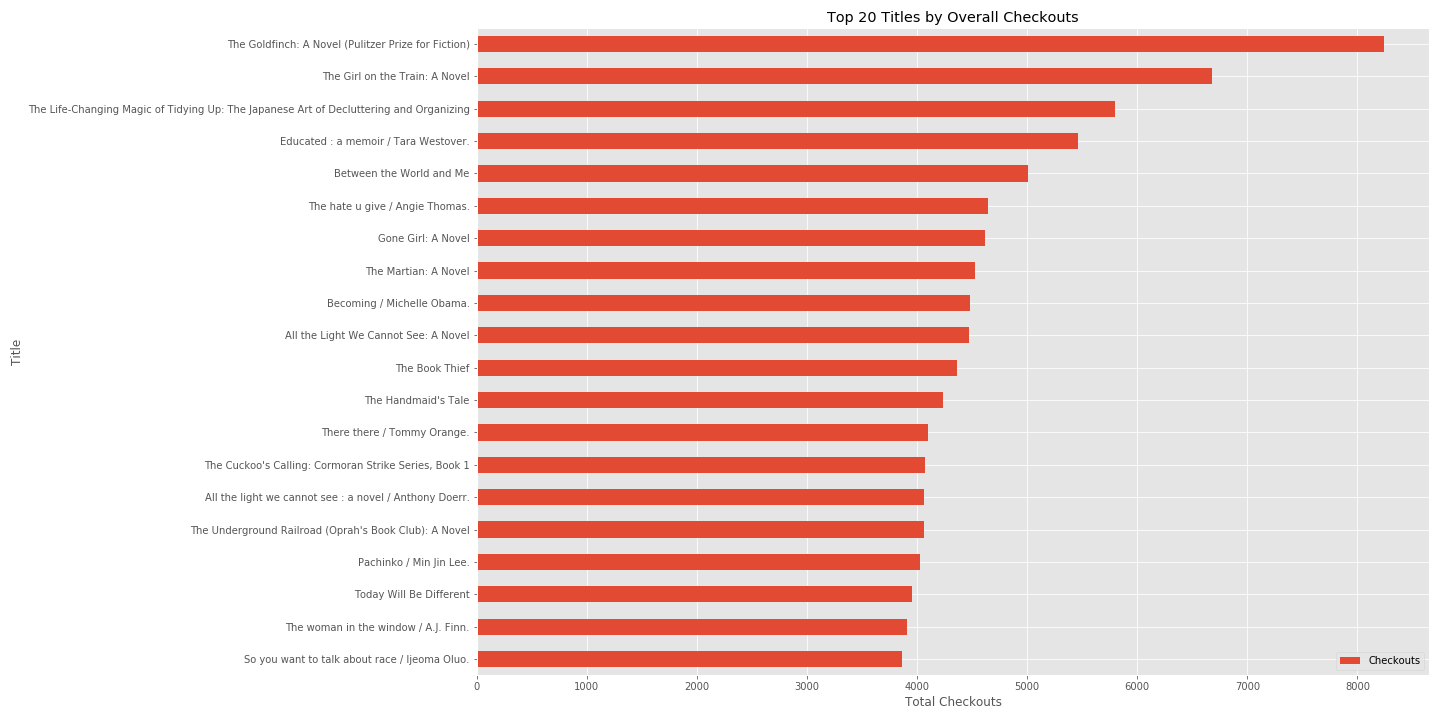 Top 20 Titles by Overall Checkouts
The Goldfinch: A Novel (Pulitzer Prize for Fiction)
The Girl on the Train: A Novel
The Life-Changing Magic of Tidying Up: The Japanese Art of Decluttering and Organizing
Educated : a memoir / Tara Westover.
Between the World and Me
The hate u give / Angie Thomas.
Gone Girl: A Novel
The Martian: A Novel
Becoming / Michelle Obama.
All the Light We Cannot See: A Novel
The Book Thief
The Handmaid's Tale
There there / Tommy Orange.
The Cuckoo's Calling: Cormoran Strike Series, Book 1
All the light we cannot see : a novel / Anthony Doerr.
The Underground Railroad (Oprah's Book Club): A Novel
Pachinko / Min Jin Lee.
Today Will Be Different
The woman in the window / A.J. Finn.
So you want to talk about race / Ijeoma Oluo.
Title
Checkouts
0 1000 2000 3000 4000 5000 6000 7000 8000
Total Checkouts